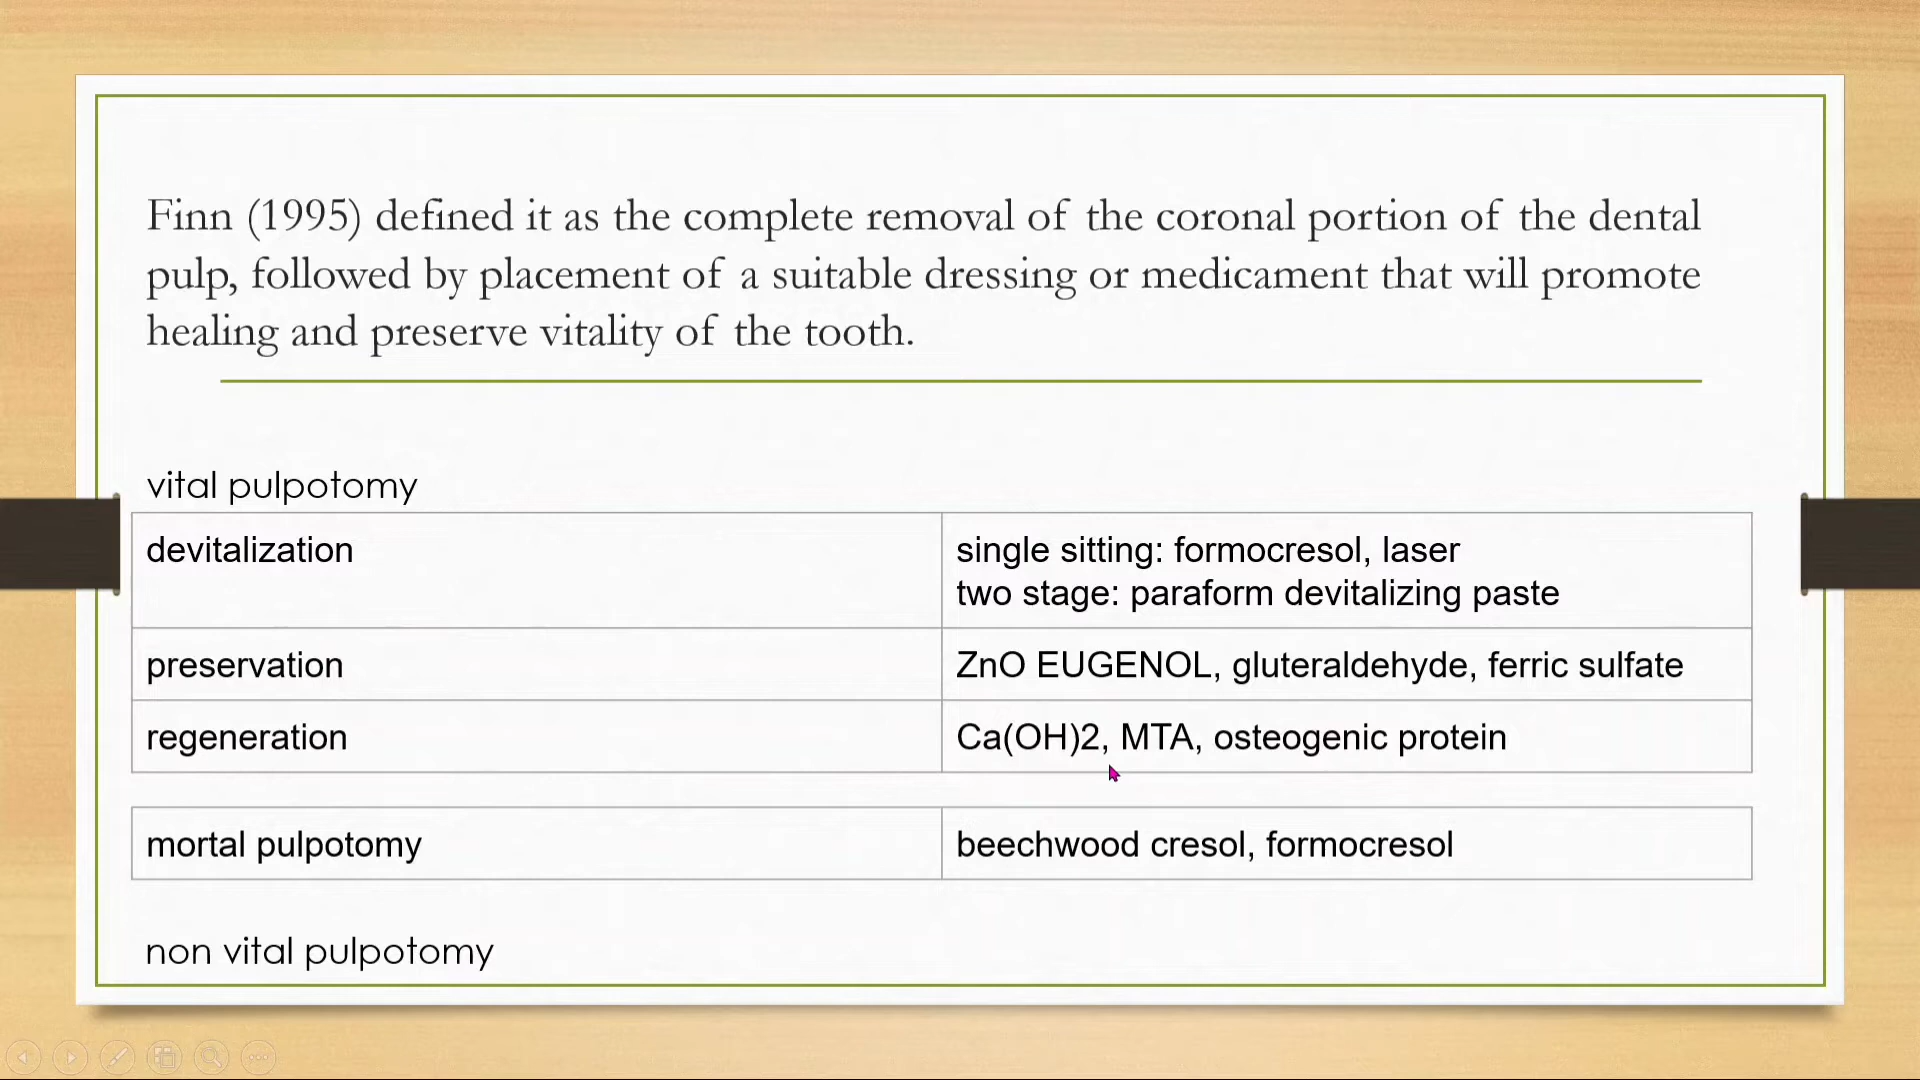 Finn (1995) defined it as the complete removal of the coronal portion of the dental
pulp, followed by placement of a suitable dressing or medicament that will promote
healing and preserve vitality of the tooth.
vital pulpotomy
devitalization
single sitting: formocresol, laser
two stage: paraform devitalizing paste
preservation
ZnO EUGENOL, gluteraldehyde, ferric sulfate
regeneration
Ca(OH)2, MTA, osteogenic protein
mortal pulpotomy
beechwood cresol, formocresol
non vital pulpotomy